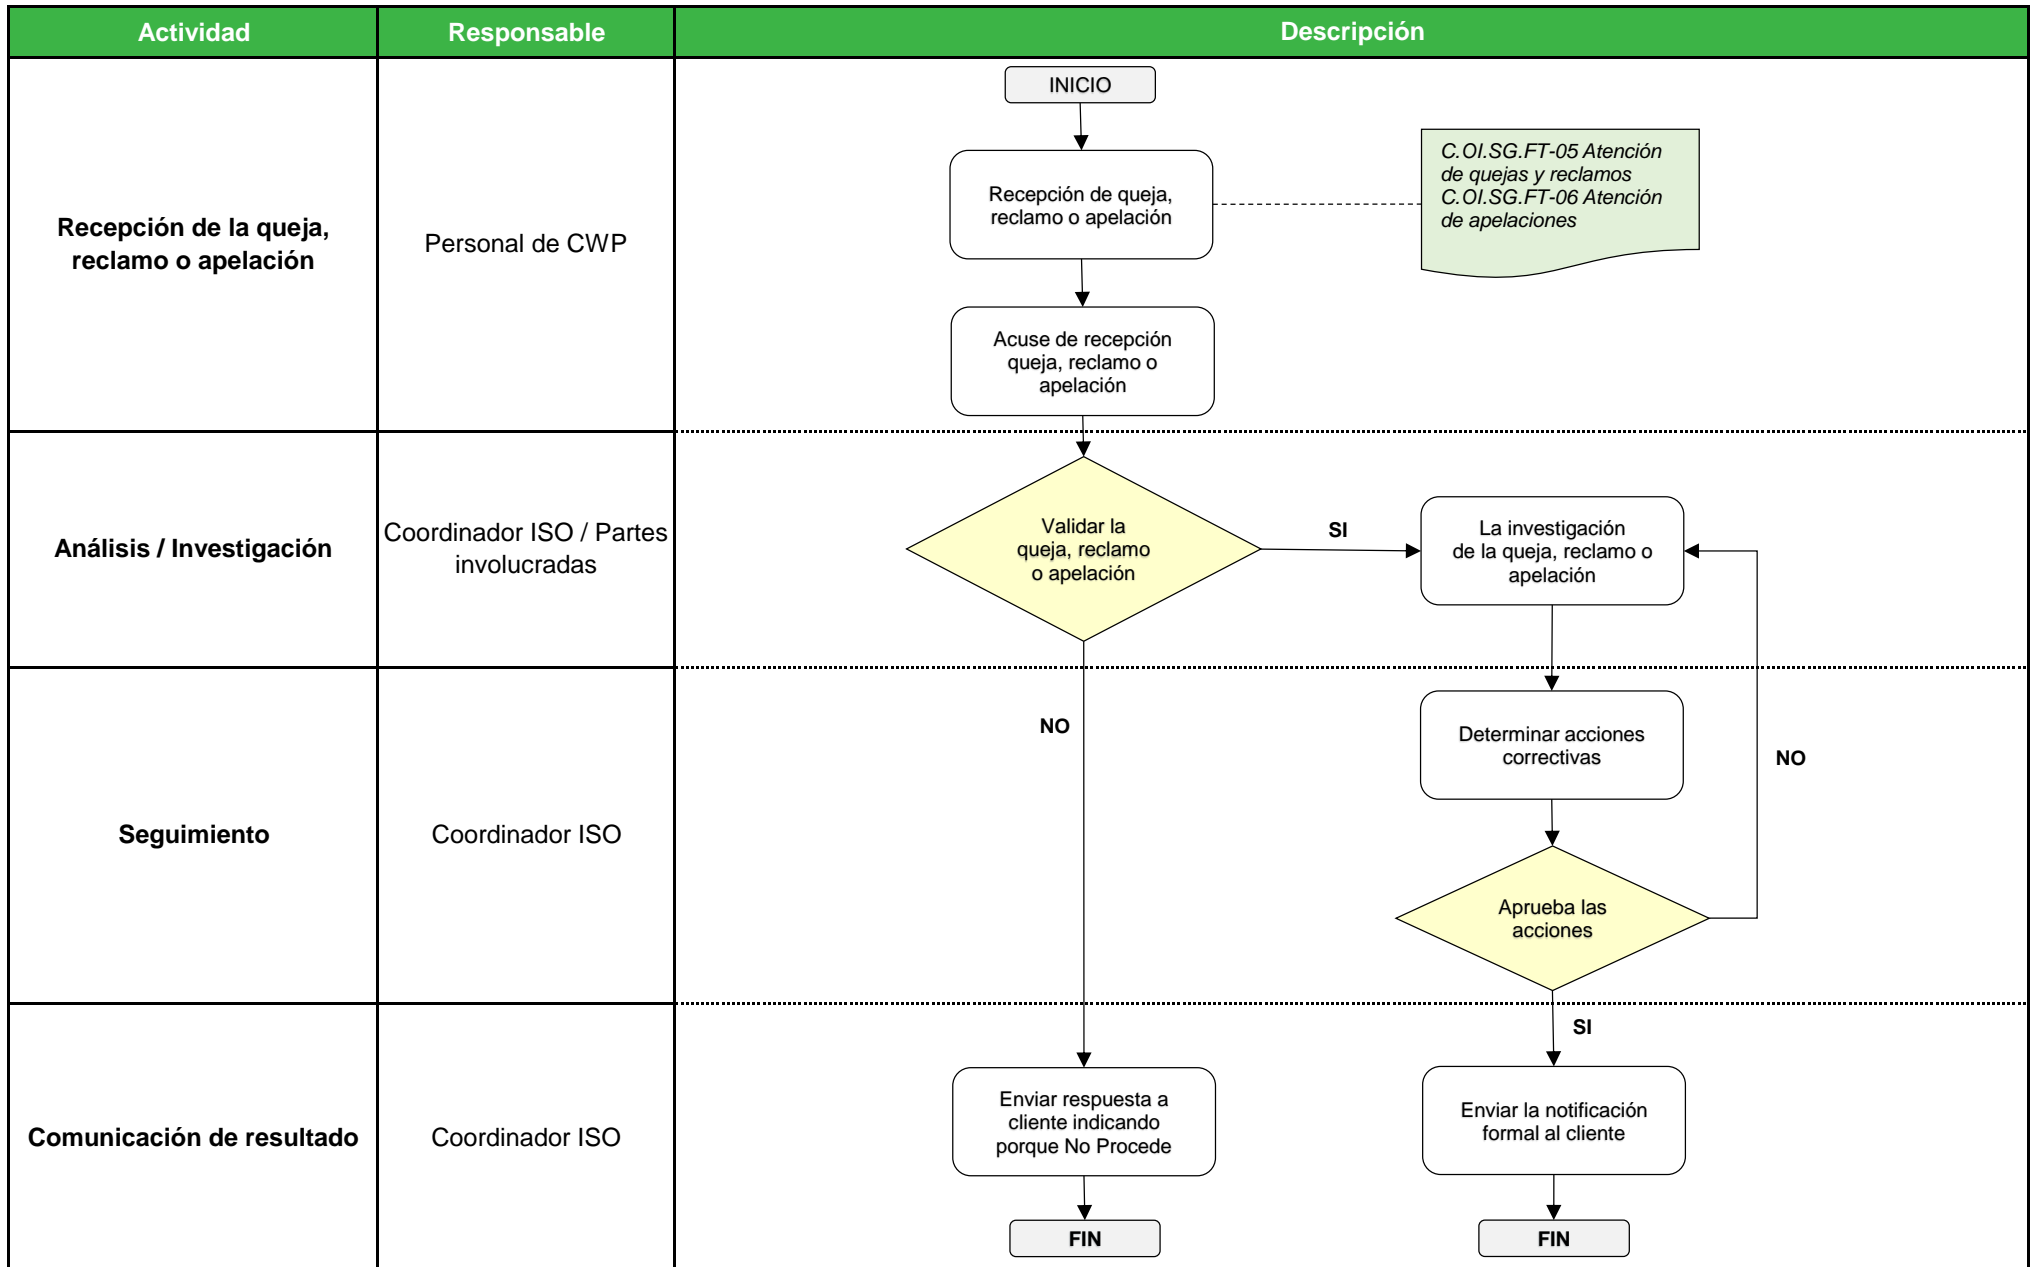 Actividad
Responsable
Descripción
Recepción de la queja,
reclamo o apelación
Personal de CWP
INICIO
Recepción de queja,
reclamo o apelación
C.OI.SG.FT-05 Atención
de quejas y reclamos
C.OI.SG.FT-06 Atención
de apelaciones
Acuse de recepción
queja, reclamo o
apelación
Análisis / Investigación
Coordinador ISO / Partes
involucradas
Validar la
queja, reclamo
o apelación
SI
La investigación
de la queja, reclamo o
apelación
Seguimiento
Coordinador ISO
NO
Determinar acciones
correctivas
NO
Aprueba las
acciones
Comunicación de resultado
Coordinador ISO
SI
Enviar respuesta a
cliente indicando
porque No Procede
Enviar la notificación
formal al cliente
FIN
FIN